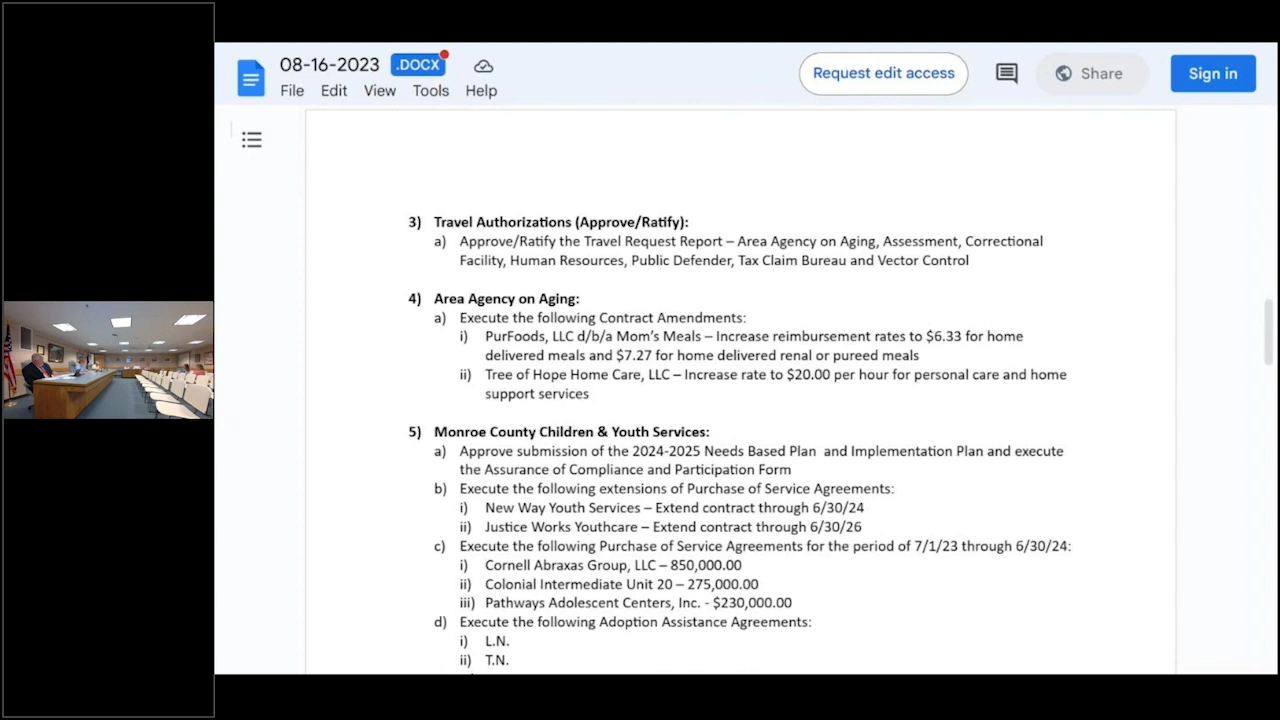 08-16-2023 .DOCX
Request edit access
Share
Sign in
File Edit View Tools Help
3) Travel Authorizations (Approve/Ratify):
a) Approve/Ratify the Travel Request Report – Area Agency on Aging, Assessment, Correctional
Facility, Human Resources, Public Defender, Tax Claim Bureau and Vector Control
4) Area Agency on Aging:
a) Execute the following Contract Amendments:
i) PurFoods, LLC d/b/a Mom's Meals – Increase reimbursement rates to $6.33 for home
delivered meals and $7.27 for home delivered renal or pureed meals
ii) Tree of Hope Home Care, LLC – Increase rate to $20.00 per hour for personal care and home
support services
5) Monroe County Children & Youth Services:
a) Approve submission of the 2024-2025 Needs Based Plan and Implementation Plan and execute
the Assurance of Compliance and Participation Form
b) Execute the following extensions of Purchase of Service Agreements:
i) New Way Youth Services – Extend contract through 6/30/24
ii) Justice Works Youthcare – Extend contract through 6/30/26
c) Execute the following Purchase of Service Agreements for the period of 7/1/23 through 6/30/24:
i) Cornell Abraxas Group, LLC – 850,000.00
ii) Colonial Intermediate Unit 20 – 275,000.00
iii) Pathways Adolescent Centers, Inc. - $230,000.00
d) Execute the following Adoption Assistance Agreements:
i) L.N.
ii) T.N.